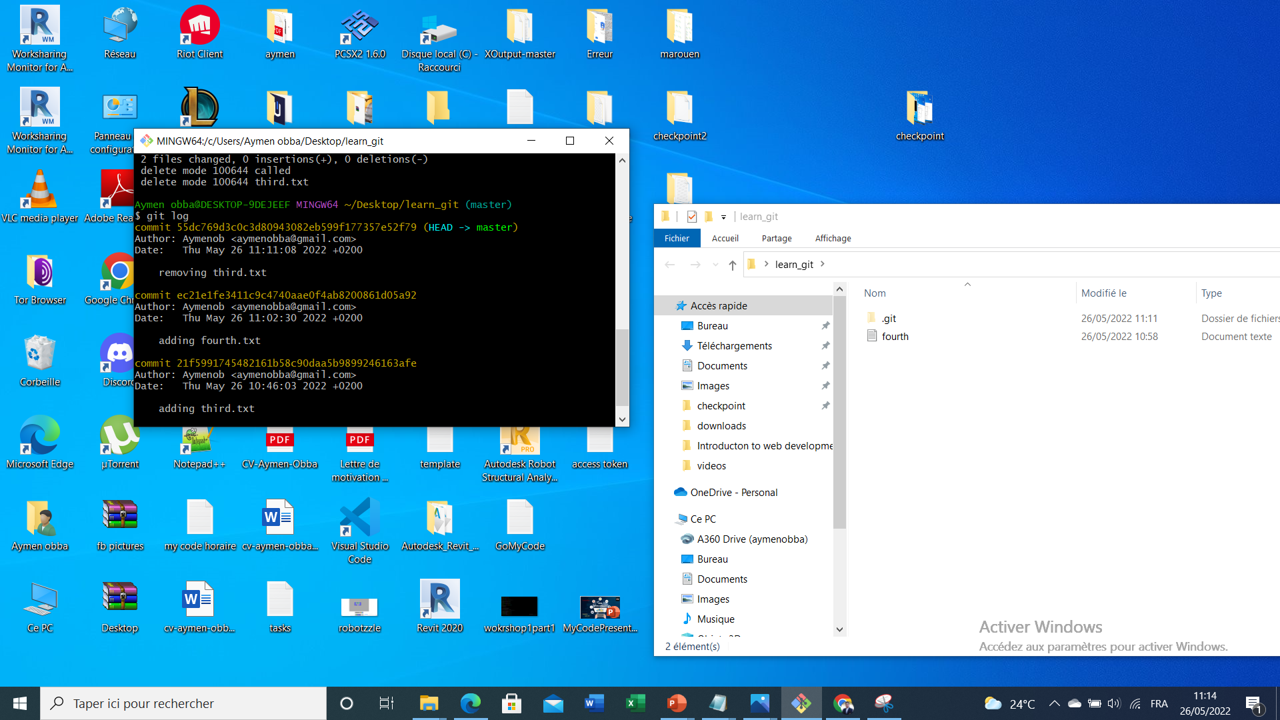 Worksharing
Monitor for A...
Réseau
Riot Client
aymen
PCSX2 1.6.0
Disque local (C) -
Raccourci
XOutput-master
Erreur
marouen
Worksharing
Monitor for A...
Panneau
configurat
checkpoint2
checkpoint
VLC media player
Adobe Rea
Tor Browser
Google Chr
Corbeille
Discord
Microsoft Edge
µTorrent
Notepad++
CV-Aymen-Obba
Lettre de
motivation ...
template
Autodesk Robot
Structural Analy...
access token
Aymen obba
fb pictures
my code horaire
cv-aymen-obba...
Visual Studio
Code
Autodesk_Revit_...
GoMyCode
Ce PC
Desktop
cv-aymen-obb...
tasks
robotzzle
Revit 2020
wokrshop1part1
MyCodePresent...
MINGW64:/c/Users/Aymen obba/Desktop/learn_git
2 files changed, 0 insertions(+), 0 deletions(-)
delete mode 100644 called
delete mode 100644 third.txt
Aymen obba@DESKTOP-9DEJEEF MINGW64 ~/Desktop/learn_git (master)
$ git log
commit 55dc769d3c0c3d80943082eb599f177357e52f79 (HEAD -> master)
Author: Aymenob <aymenobba@gmail.com>
Date: Thu May 26 11:11:08 2022 +0200
removing third.txt
commit ec21e1fe3411c9c4740aae0f4ab8200861d05a92
Author: Aymenob <aymenobba@gmail.com>
Date: Thu May 26 11:02:30 2022 +0200
adding fourth.txt
commit 21f5991745482161b58c90daa5b9899246163afe
Author: Aymenob <aymenobba@gmail.com>
Date: Thu May 26 10:46:03 2022 +0200
adding third.txt
learn_git
Fichier Accueil Partage Affichage
learn_git
Nom Modifié le Type
.git 26/05/2022 11:11 Dossier de fichiers
fourth 26/05/2022 10:58 Document texte
Accès rapide
Bureau
Téléchargements
Documents
Images
checkpoint
downloads
Introducton to web developme
videos
OneDrive - Personal
Ce PC
A360 Drive (aymenobba)
Bureau
Documents
Images
Musique
2 élément(s)
Activer Windows
Accédez aux paramètres pour activer Windows.
Taper ici pour rechercher
24°C
FRA
11:14
26/05/2022
1